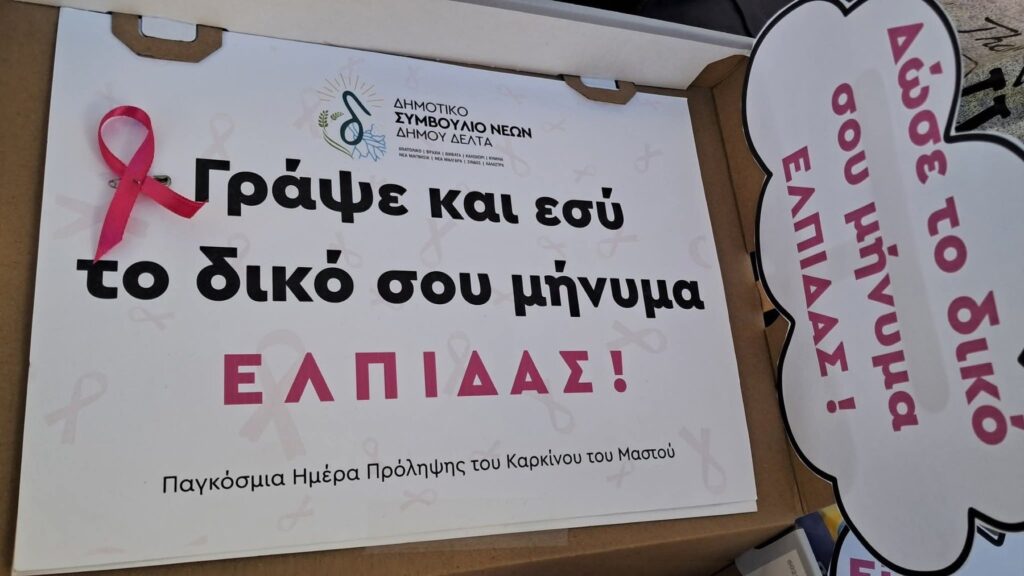 ΔΗΜΟΤΙΚΟ
ΣΥΜΒΟΥΛΙΟ ΝΕΩΝ
ΔΗΜΟΥ ΔΕΛΤΑ
Γράψε και εσύ
το δικό σου μήνυμα
ΕΛΠΙΔΑΣ!
Παγκόσμια Ημέρα Πρόληψης του Καρκίνου του Μαστού
Δώσε το δικό
σου μήνυμα
ΕΛΠΙΔΑΣ !